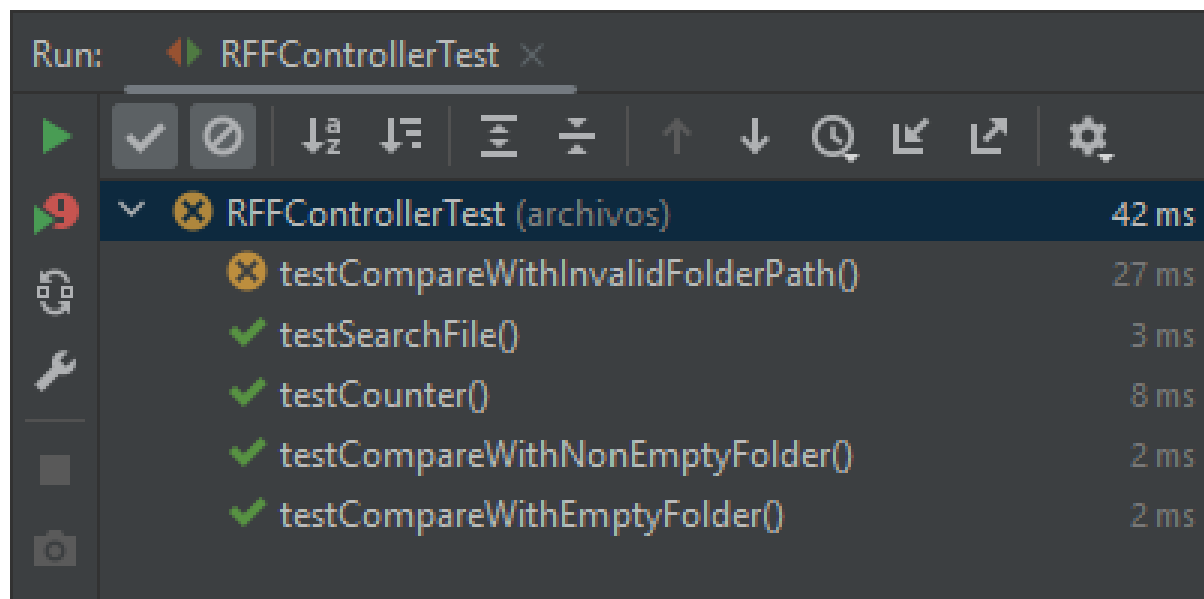 Run: RFFControllerTest
RFFControllerTest (archivos) 42 ms
testCompareWithInvalidFolderPath() 27 ms
testSearchFile() 3 ms
testCounter() 8 ms
testCompareWithNonEmptyFolder() 2 ms
testCompareWithEmptyFolder() 2 ms